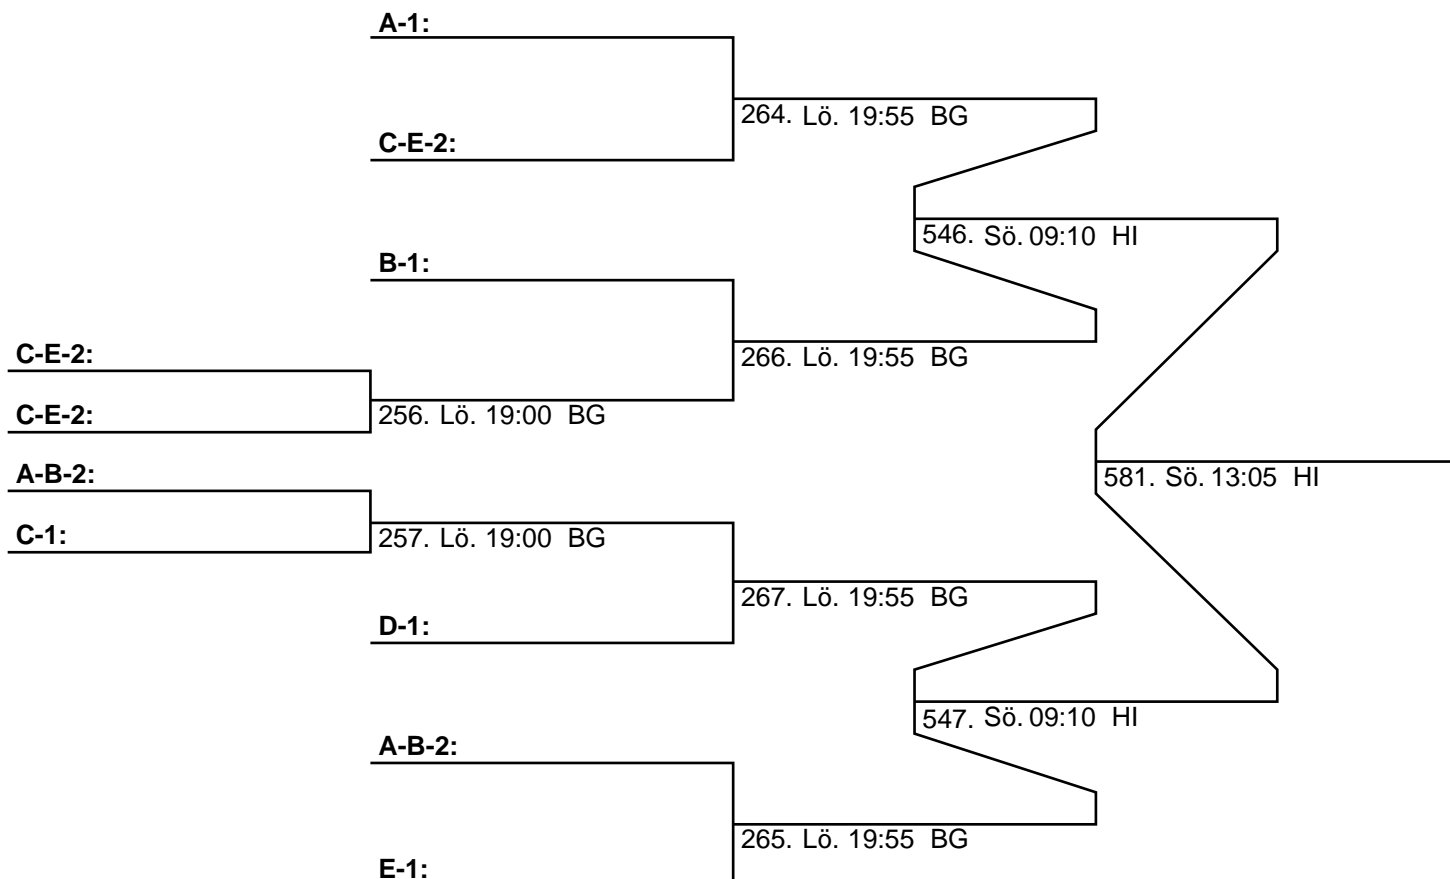 A-1:
264. Lö. 19:55 BG
C-E-2:
546. Sö. 09:10 HI
B-1:
C-E-2:
266. Lö. 19:55 BG
C-E-2:
256. Lö. 19:00 BG
A-B-2:
581. Sö. 13:05 HI
C-1:
257. Lö. 19:00 BG
267. Lö. 19:55 BG
D-1:
547. Sö. 09:10 HI
A-B-2:
265. Lö. 19:55 BG
E-1: